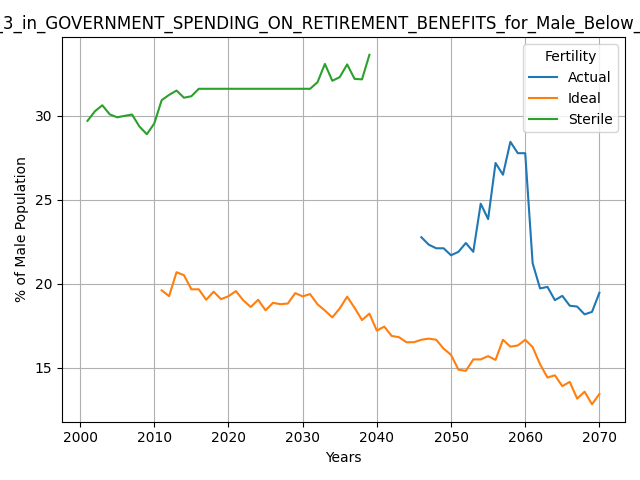 _3_in_GOVERNMENT_SPENDING_ON_RETIREMENT_BENEFITS_for_Male_Below_
Fertility
Actual
Ideal
Sterile
% of Male Population
30
25
20
15
2000 2010 2020 2030 2040 2050 2060 2070
Years